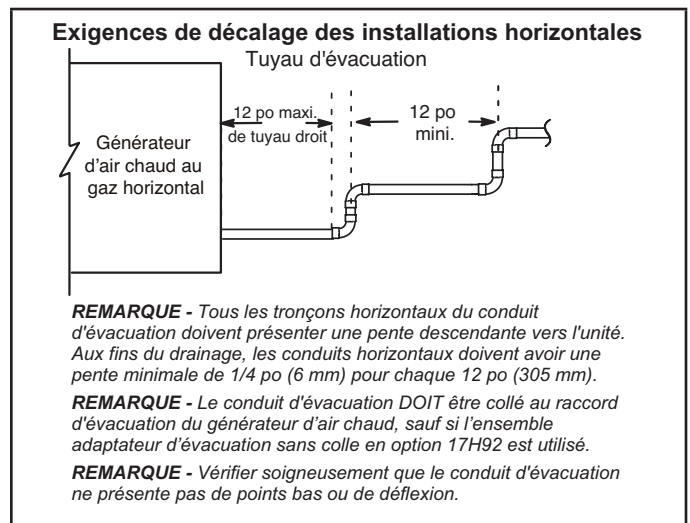 Exigences de décalage des installations horizontales
Tuyau d'évacuation
12 po maxi.
de tuyau droit
12 po
mini.
Générateur
d'air chaud au
gaz horizontal
REMARQUE - Tous les tronçons horizontaux du conduit
d'évacuation doivent présenter une pente descendante vers l'unité.
Aux fins du drainage, les conduits horizontaux doivent avoir une
pente minimale de 1/4 po (6 mm) pour chaque 12 po (305 mm).
REMARQUE - Le conduit d'évacuation DOIT être collé au raccord
d'évacuation du générateur d'air chaud, sauf si l'ensemble
adaptateur d'évacuation sans colle en option 17H92 est utilisé.
REMARQUE - Vérifier soigneusement que le conduit d'évacuation
ne présente pas de points bas ou de déflexion.